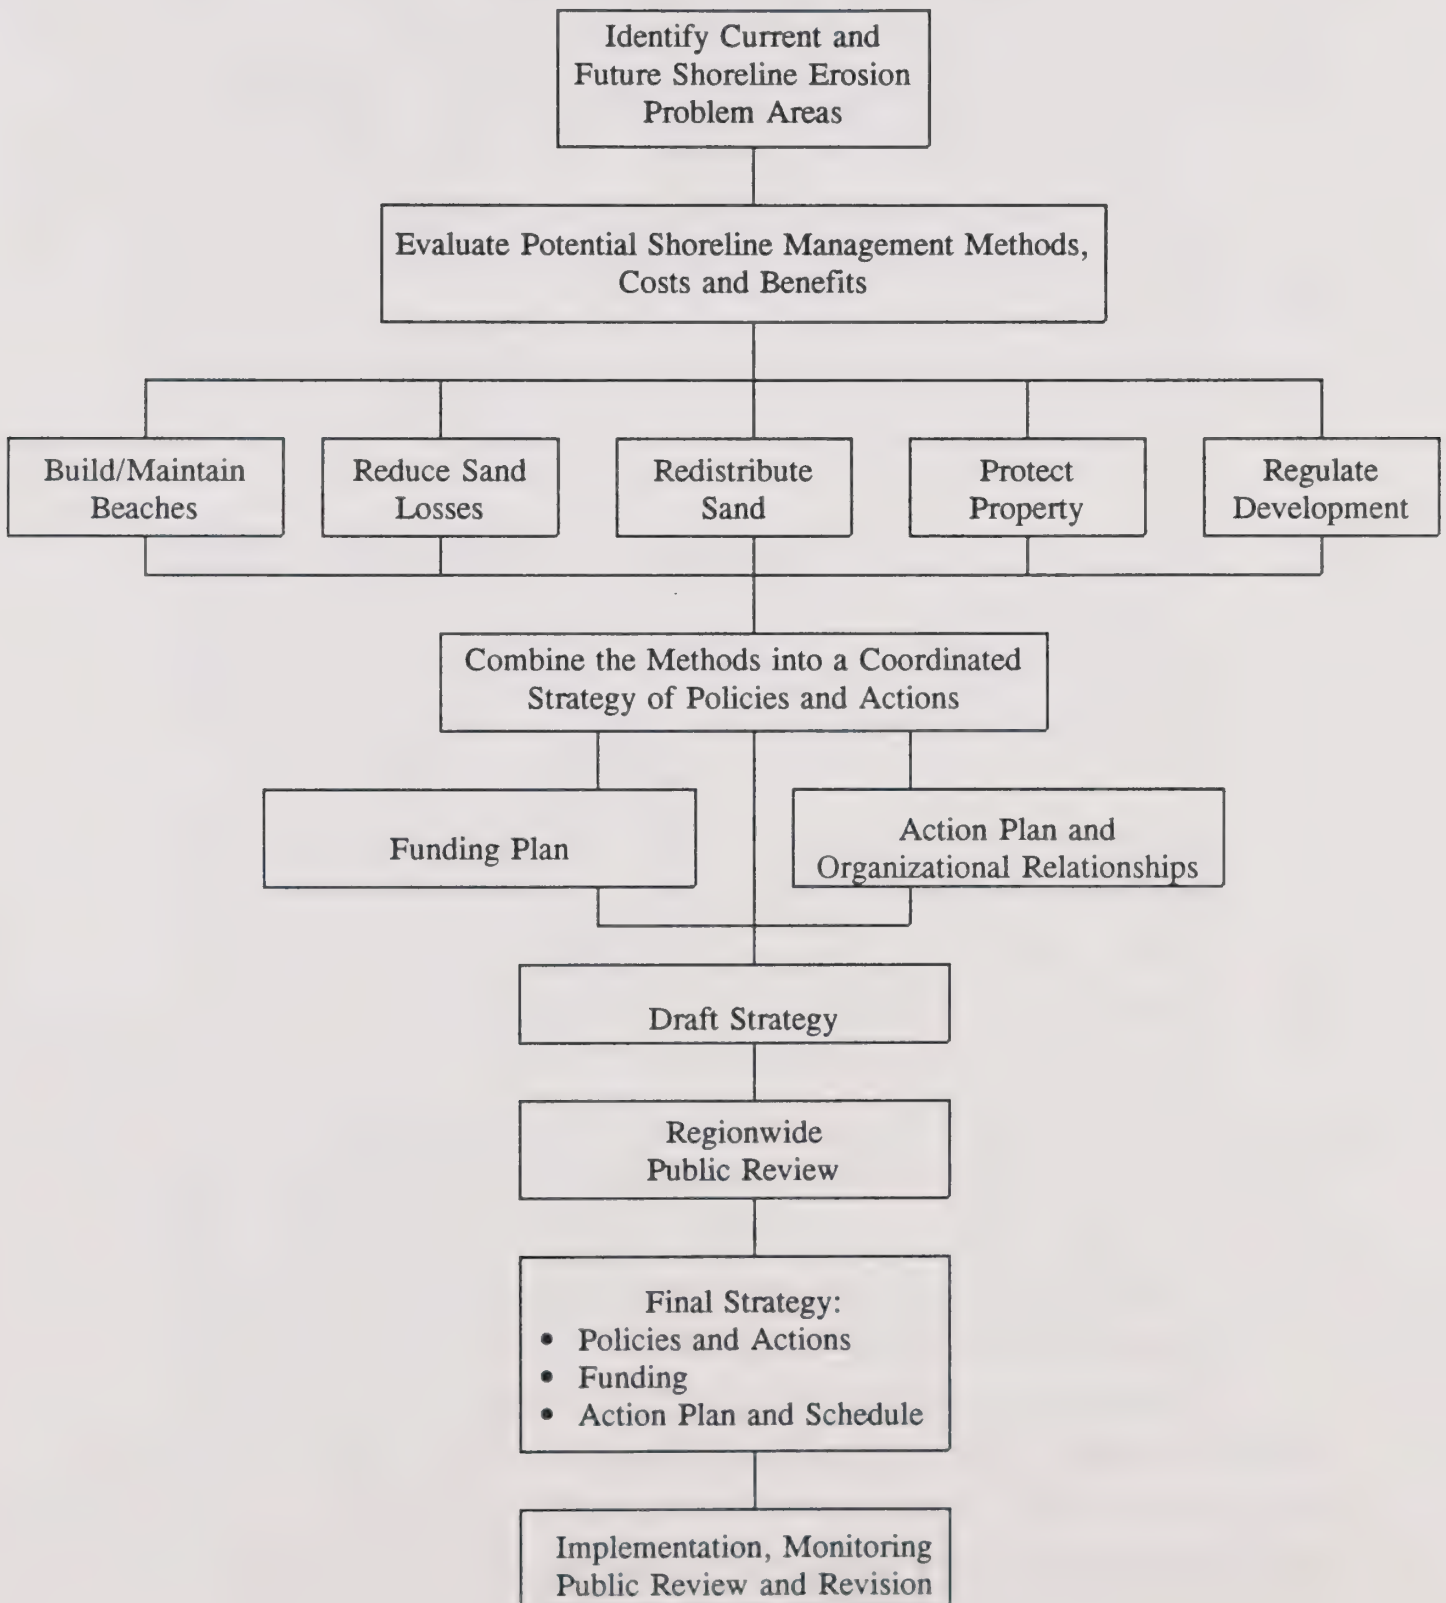 Identify Current and
Future Shoreline Erosion
Problem Areas
Evaluate Potential Shoreline Management Methods,
Costs and Benefits
Build/Maintain
Beaches
Reduce Sand
Losses
Redistribute
Sand
Protect
Property
Regulate
Development
Combine the Methods into a Coordinated
Strategy of Policies and Actions
Funding Plan
Action Plan and
Organizational Relationships
Draft Strategy
Regionwide
Public Review
Final Strategy:
• Policies and Actions
• Funding
• Action Plan and Schedule
Implementation, Monitoring
Public Review and Revision